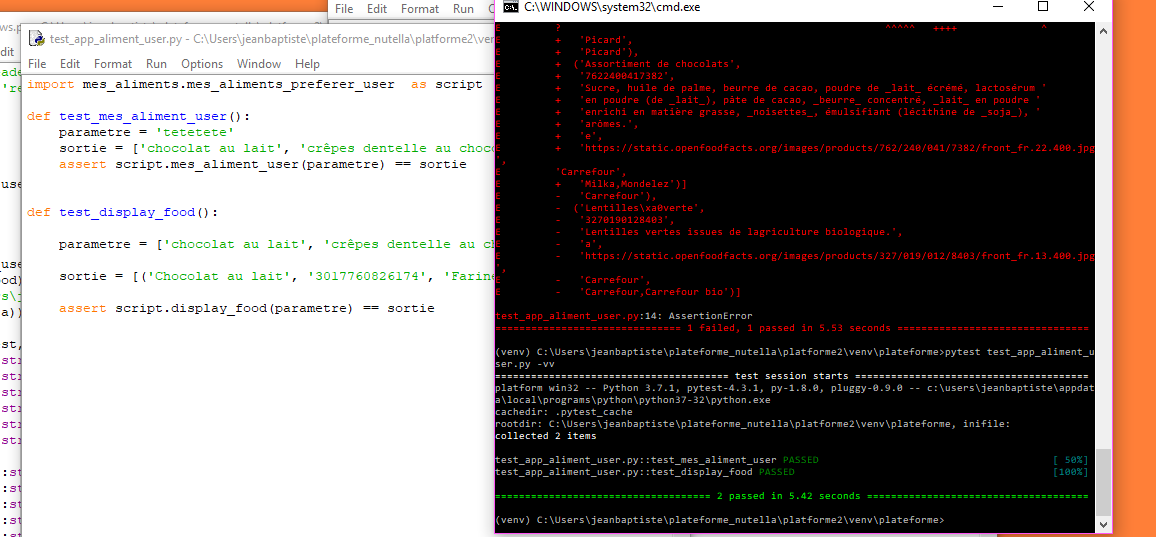 File Edit Format Run O
test_app_aliment_user.py - C:\Users\jeanbaptiste\plateforme_nutella\platforme2\venv
File Edit Format Run Options Window Help
import mes_aliments.mes_aliments_preferer_user as script
def test_mes_aliment_user():
parametre = 'tetetete'
sortie = ['chocolat au lait', 'crêpes dentelle au choco
assert script.mes_aliment_user(parametre) == sortie
def test_display_food():
parametre = ['chocolat au lait', 'crêpes dentelle au ch
sortie = [('Chocolat au lait', '3017760826174', 'Farine
assert script.display_food(parametre) == sortie
C:\WINDOWS\system32\cmd.exe
E ? ^^^^^ ++++ ^
E + 'Picard',
E + 'Picard'),
E + ('Assortiment de chocolats',
E + '7622400417382',
E + 'Sucre, huile de palme, beurre de cacao, poudre de _lait_ écrémé, lactosérum '
E + 'en poudre (de _lait_), pâte de cacao, _beurre_ concentré, _lait_ en poudre '
E + 'enrichi en matière grasse, _noisettes_, émulsifiant (lécithine de _soja_), '
E + 'arômes.',
E + 'e',
E + 'https://static.openfoodfacts.org/images/products/762/240/041/7382/front_fr.22.400.jpg
',
E 'Carrefour',
E + 'Milka,Mondelez')]
E - 'Carrefour'),
E - ('Lentilles\xa0verte',
E - '3270190128403',
E - 'Lentilles vertes issues de lagriculture biologique.',
E - 'a',
E - 'https://static.openfoodfacts.org/images/products/327/019/012/8403/front_fr.13.400.jpg
',
E - 'Carrefour',
E - 'Carrefour,Carrefour bio')]
test_app_aliment_user.py:14: AssertionError
============================== 1 failed, 1 passed in 5.53 seconds ===============================
(venv) C:\Users\jeanbaptiste\plateforme_nutella\platforme2\venv\plateforme>pytest test_app_aliment_u
ser.py -vv
====================================== test session starts ======================================
platform win32 -- Python 3.7.1, pytest-4.3.1, py-1.8.0, pluggy-0.9.0 -- c:\users\jeanbaptiste\appdat
a\local\programs\python\python37-32\python.exe
cachedir: .pytest_cache
rootdir: C:\Users\jeanbaptiste\plateforme_nutella\platforme2\venv\plateforme, inifile:
collected 2 items
test_app_aliment_user.py::test_mes_aliment_user PASSED [ 50%]
test_app_aliment_user.py::test_display_food PASSED [100%]
=================================== 2 passed in 5.42 seconds ====================================
(venv) C:\Users\jeanbaptiste\plateforme_nutella\platforme2\venv\plateforme>